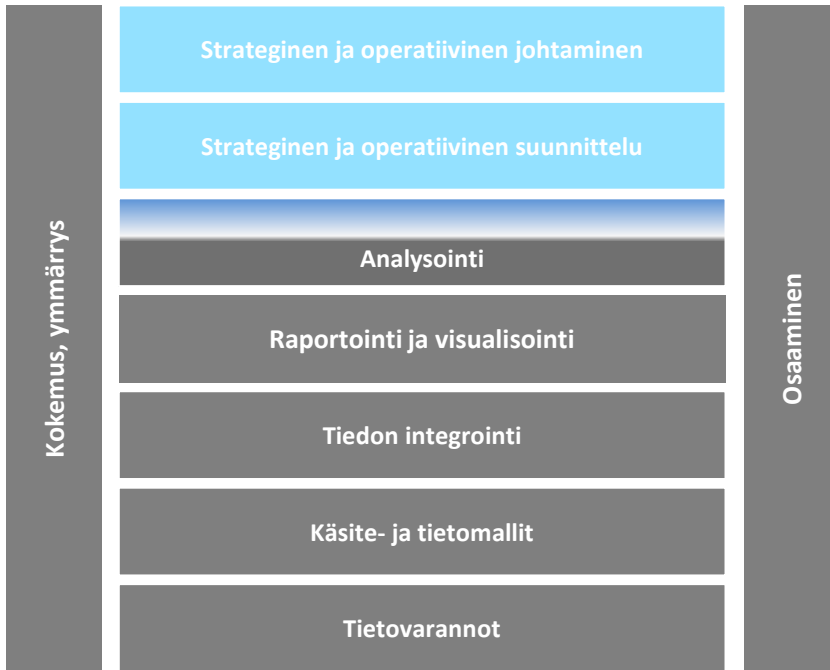 Strateginen ja operatiivinen johtaminen
Strateginen ja operatiivinen suunnittelu
Analysointi
Raportointi ja visualisointi
Tiedon integrointi
Käsite- ja tietomallit
Tietovarannot
Kokemus, ymmärrys
Osaaminen